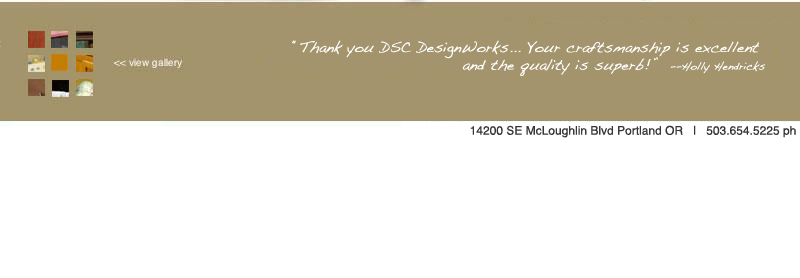 " Thank you DSC DesignWorks... Your craftsmanship is excellent
and the quality is superb! " --Holly Hendricks
<< view gallery
14200 SE McLoughlin Blvd Portland OR | 503.654.5225 ph